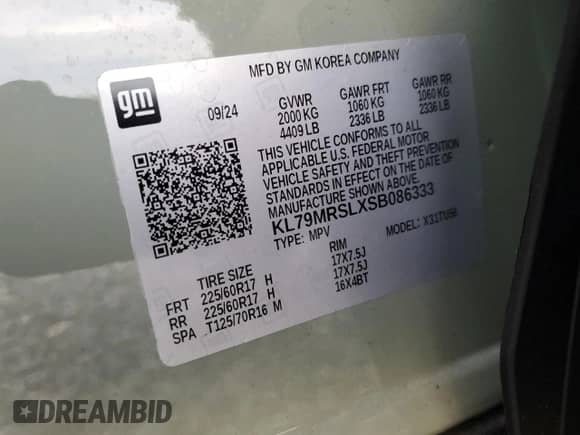 MFD BY GM KOREA COMPANY
gm
09/24
GVWR GAWR FRT GAWR RR
2000 KG 1060 KG 1060 KG
4409 LB 2336 LB 2336 LB
THIS VEHICLE CONFORMS TO ALL
APPLICABLE U.S. FEDERAL MOTOR
VEHICLE SAFETY AND THEFT PREVENTION
STANDARDS IN EFFECT ON THE DATE OF
MANUFACTURE SHOWN ABOVE.
KL79MRSLXSB086333
TYPE: MPV MODEL:
TIRE SIZE RIM
FRT 225/60R17 H 17X7.5J
RR 225/60R17 H 17X7.5J
SPA T125/70R16 M 16X4BT
DREAMBID